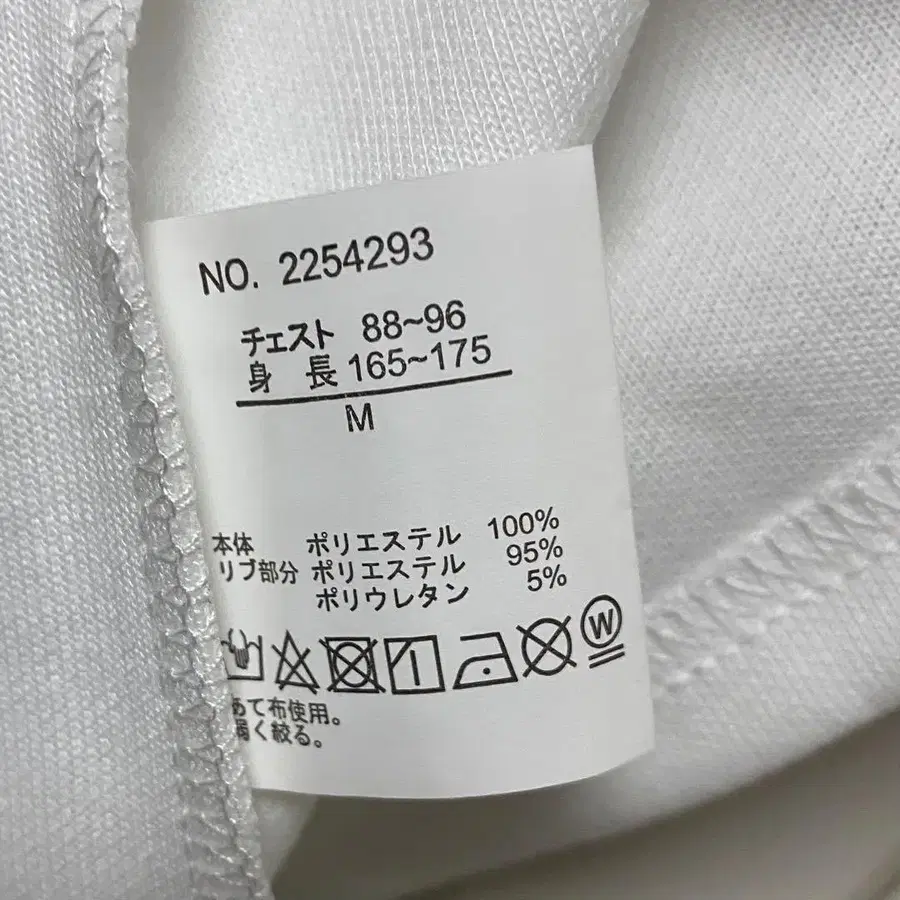 NO. 2254293
チェスト 88~96
身 長 165~175
M
本体 ポリエステル 100%
リブ部分 ポリエステル 95%
ポリウレタン 5%
W
あて布使用。
弱く絞る。